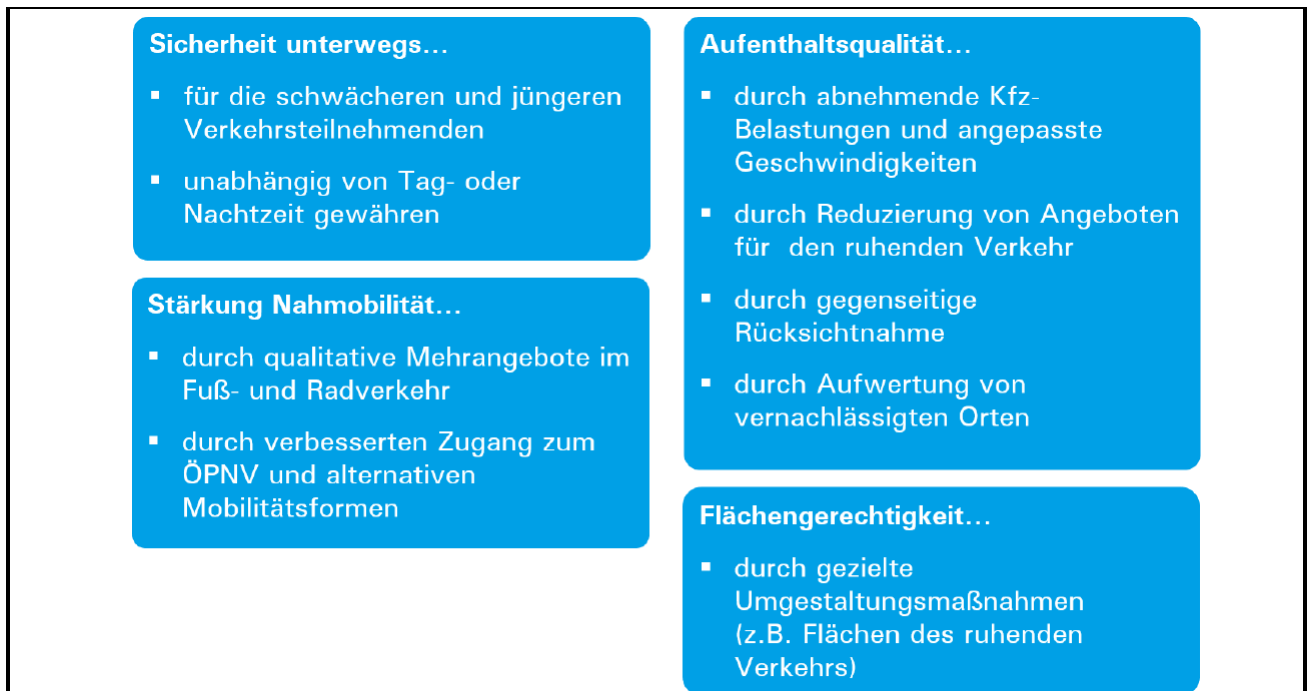 Sicherheit unterwegs…
▪ für die schwächeren und jüngeren
Verkehrsteilnehmenden
▪ unabhängig von Tag- oder
Nachtzeit gewähren
Stärkung Nahmobilität…
▪ durch qualitative Mehrangebote im
Fuß- und Radverkehr
▪ durch verbesserten Zugang zum
ÖPNV und alternativen
Mobilitätsformen
Aufenthaltsqualität…
▪ durch abnehmende Kfz-
Belastungen und angepasste
Geschwindigkeiten
▪ durch Reduzierung von Angeboten
für  den ruhenden Verkehr
▪ durch gegenseitige
Rücksichtnahme
▪ durch Aufwertung von
vernachlässigten Orten
Flächengerechtigkeit…
▪ durch gezielte
Umgestaltungsmaßnahmen
(z.B. Flächen des ruhenden
Verkehrs)